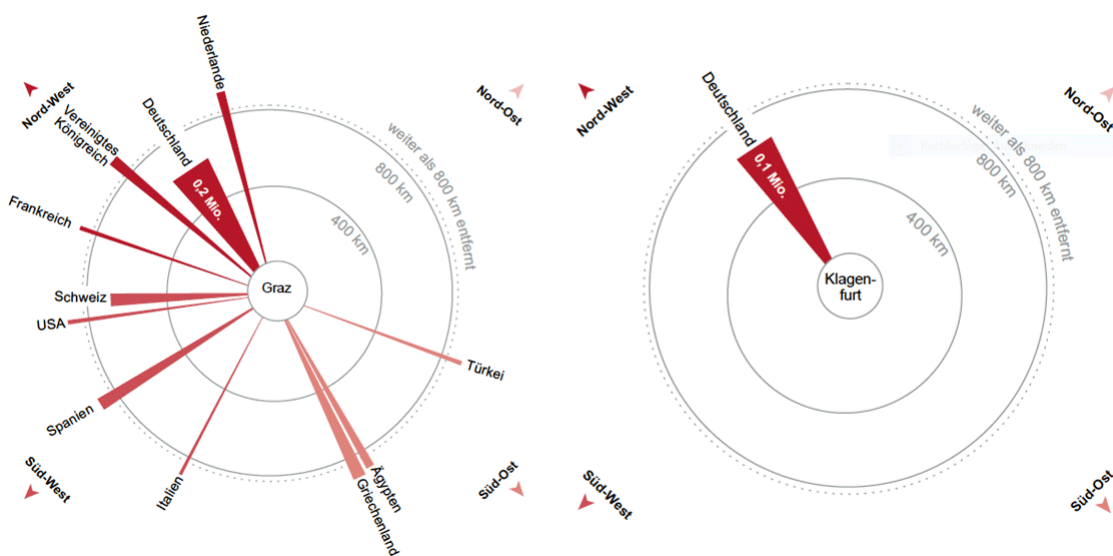 Nord-West
Nord-Ost
Niederlande
Deutschland
0,2 Mio.
Vereinigtes
Königreich
Frankreich
Schweiz
USA
Spanien
Italien
Griechenland
Ägypten
Türkei
Graz
400 km
800 km
weiter als 800 km entfernt
Süd-West
Süd-Ost
Nord-West
Nord-Ost
Deutschland
0,1 Mio.
Klagen-
furt
400 km
800 km
weiter als 800 km entfernt
Süd-West
Süd-Ost